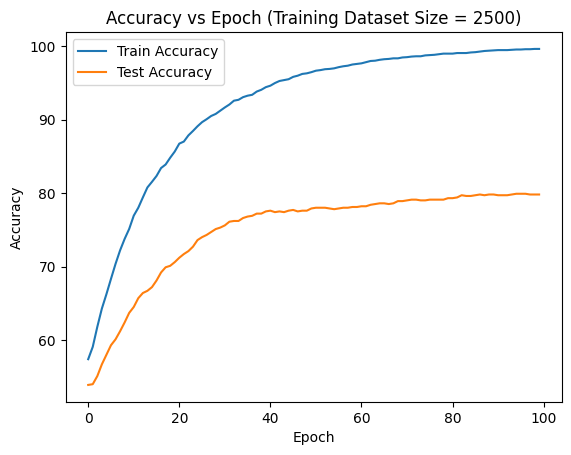 Accuracy vs Epoch (Training Dataset Size = 2500)
Train Accuracy
Test Accuracy
100
90
80
70
60
Accuracy
0 20 40 60 80 100
Epoch